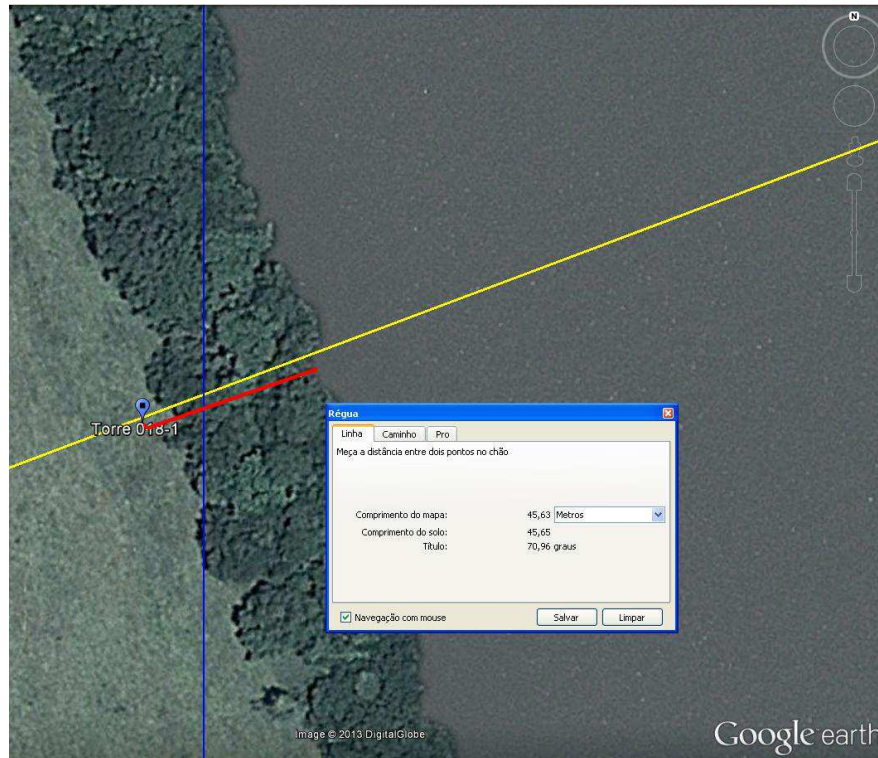 N
Torre 018-1
Régua
Linha Caminho Pro
Meça a distância entre dois pontos no chão
Comprimento do mapa: 45,63 Metros
Comprimento do solo: 45,65
Título: 70,96 graus
Navegação com mouse Salvar Limpar
Image © 2013 DigitalGlobe
Google earth